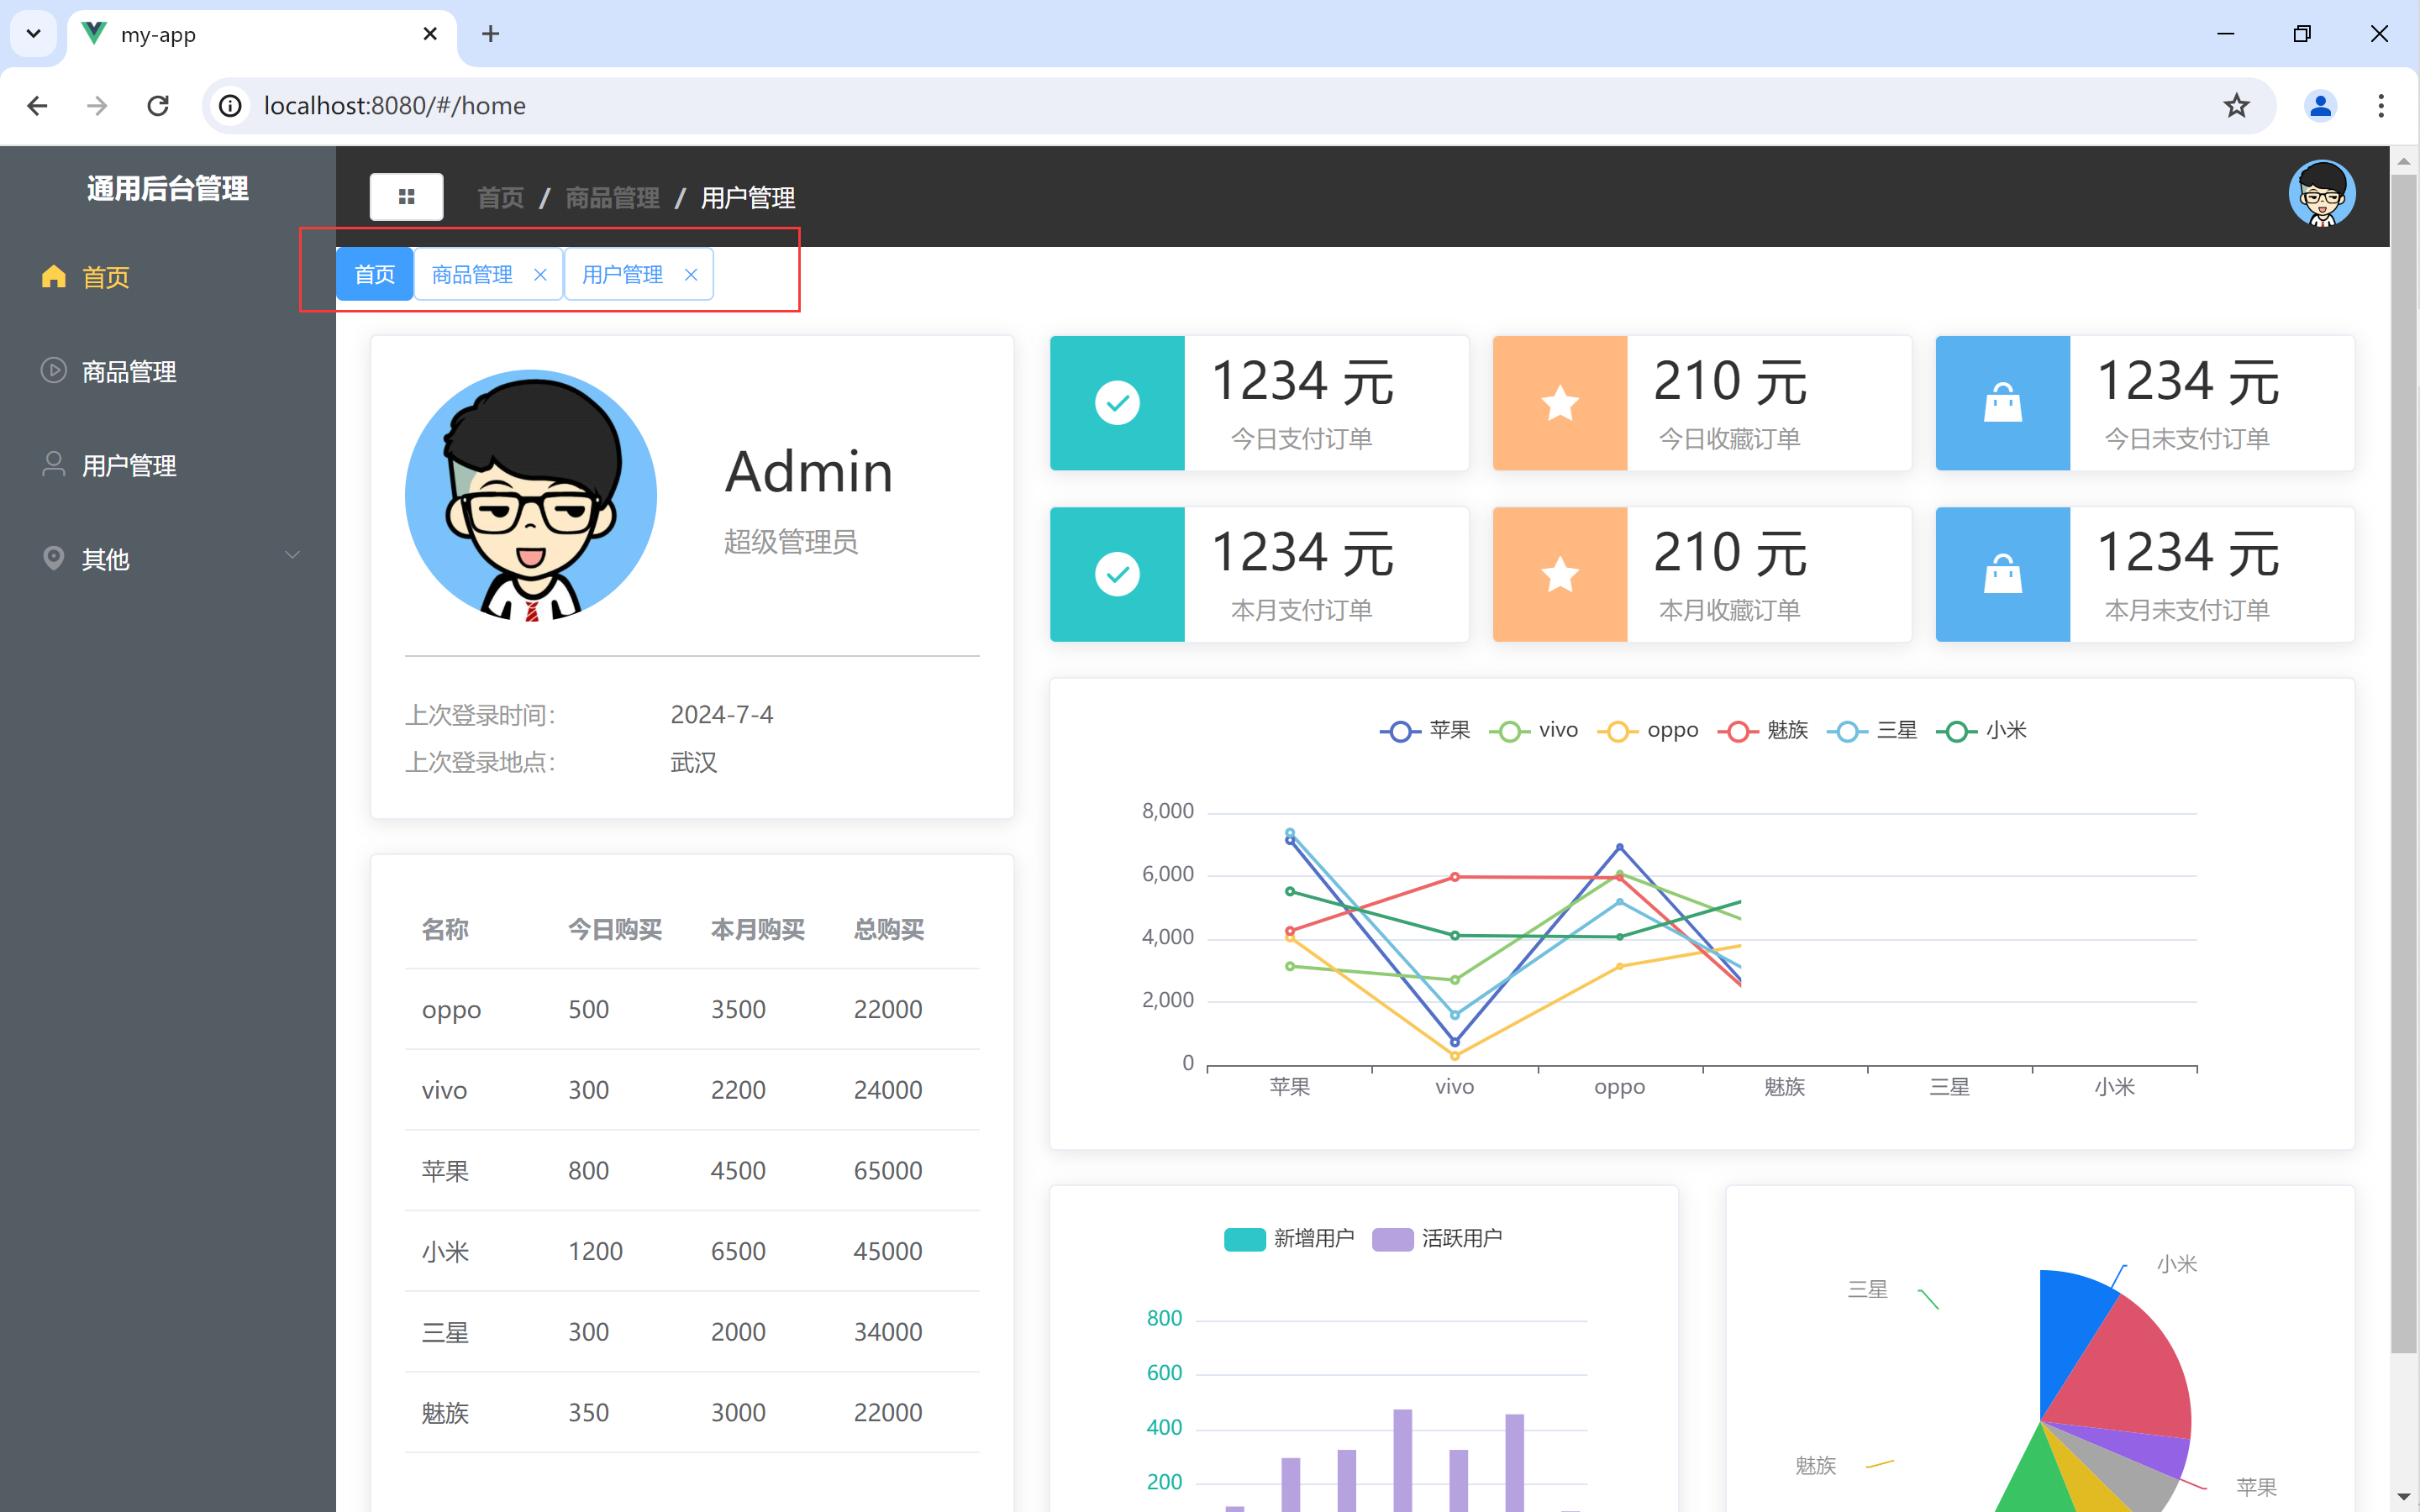 my-app
localhost:8080/#/home
通用后台管理
首页 / 商品管理 / 用户管理
首页 商品管理 用户管理
首页
商品管理
用户管理
其他
Admin
超级管理员
上次登录时间: 2024-7-4
上次登录地点: 武汉
1234 元
今日支付订单
210 元
今日收藏订单
1234 元
今日未支付订单
1234 元
本月支付订单
210 元
本月收藏订单
1234 元
本月未支付订单
名称 今日购买 本月购买 总购买
oppo 500 3500 22000
vivo 300 2200 24000
苹果 800 4500 65000
小米 1200 6500 45000
三星 300 2000 34000
魅族 350 3000 22000
苹果 vivo oppo 魅族 三星 小米
8,000
6,000
4,000
2,000
0
苹果 vivo oppo 魅族 三星 小米
新增用户 活跃用户
800
600
400
200
小米
三星
魅族
苹果